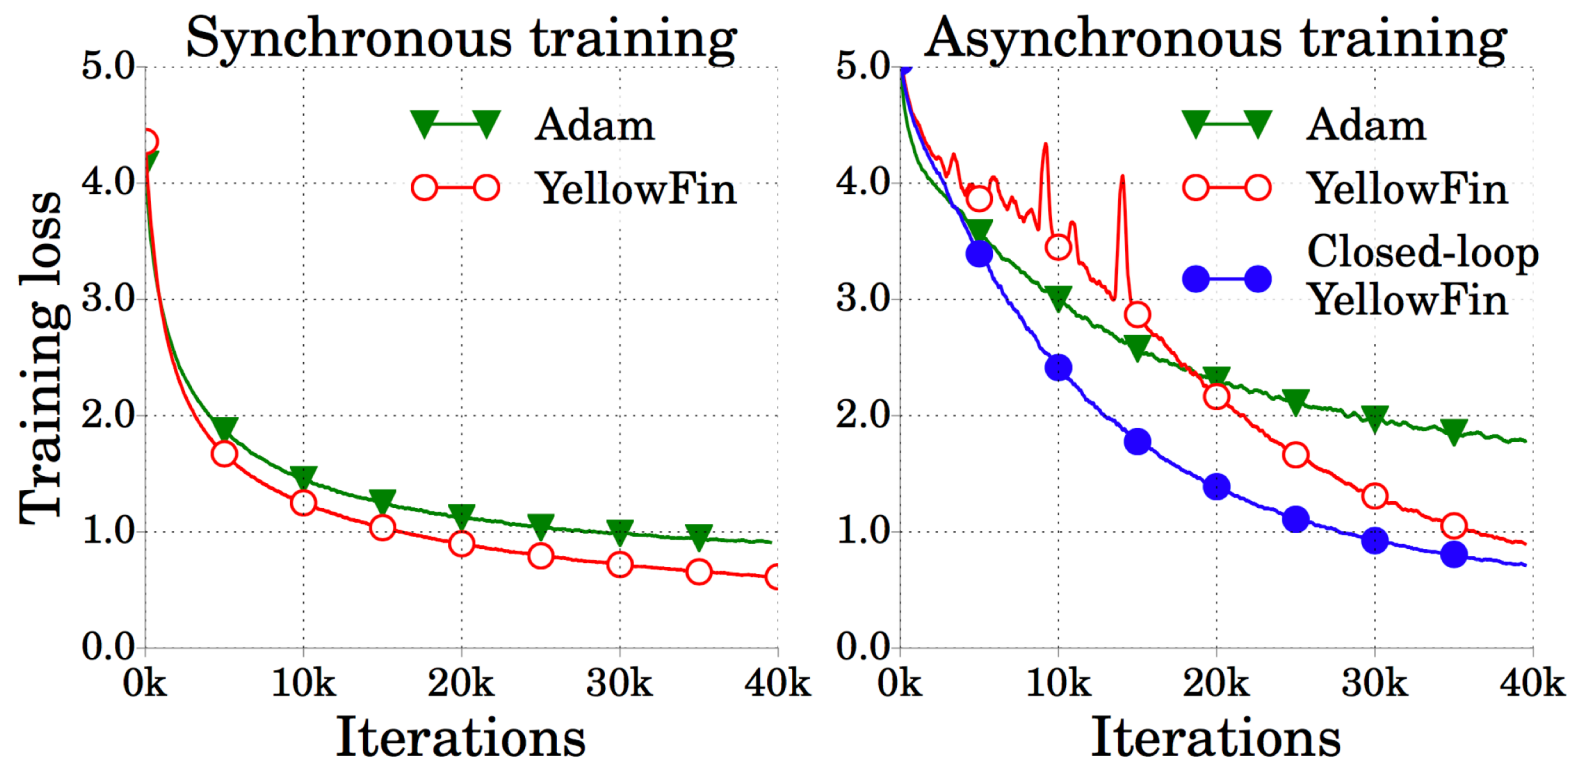 Synchronous training
Training loss
5.0
4.0
3.0
2.0
1.0
0.0
Adam
YellowFin
0k 10k 20k 30k 40k
Iterations
Asynchronous training
5.0
4.0
3.0
2.0
1.0
0.0
Adam
YellowFin
Closed-loop
YellowFin
0k 10k 20k 30k 40k
Iterations